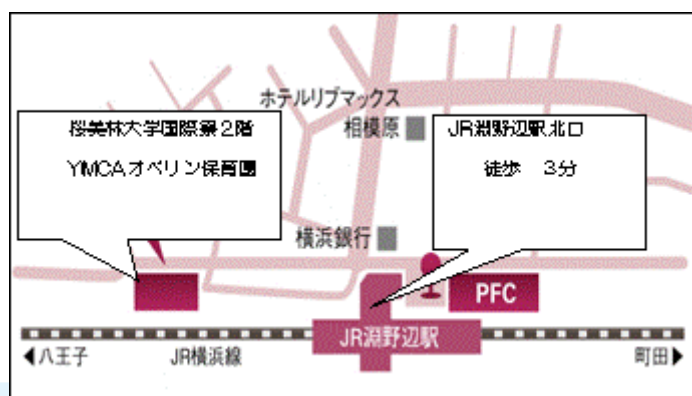 ホテルリブマックス
相模原
桜美林大学国際寮2階
YMCAオベリン保育園
JR淵野辺駅北口
徒歩 3分
横浜銀行
PFC
JR淵野辺駅
◀八王子
JR横浜線
町田▶